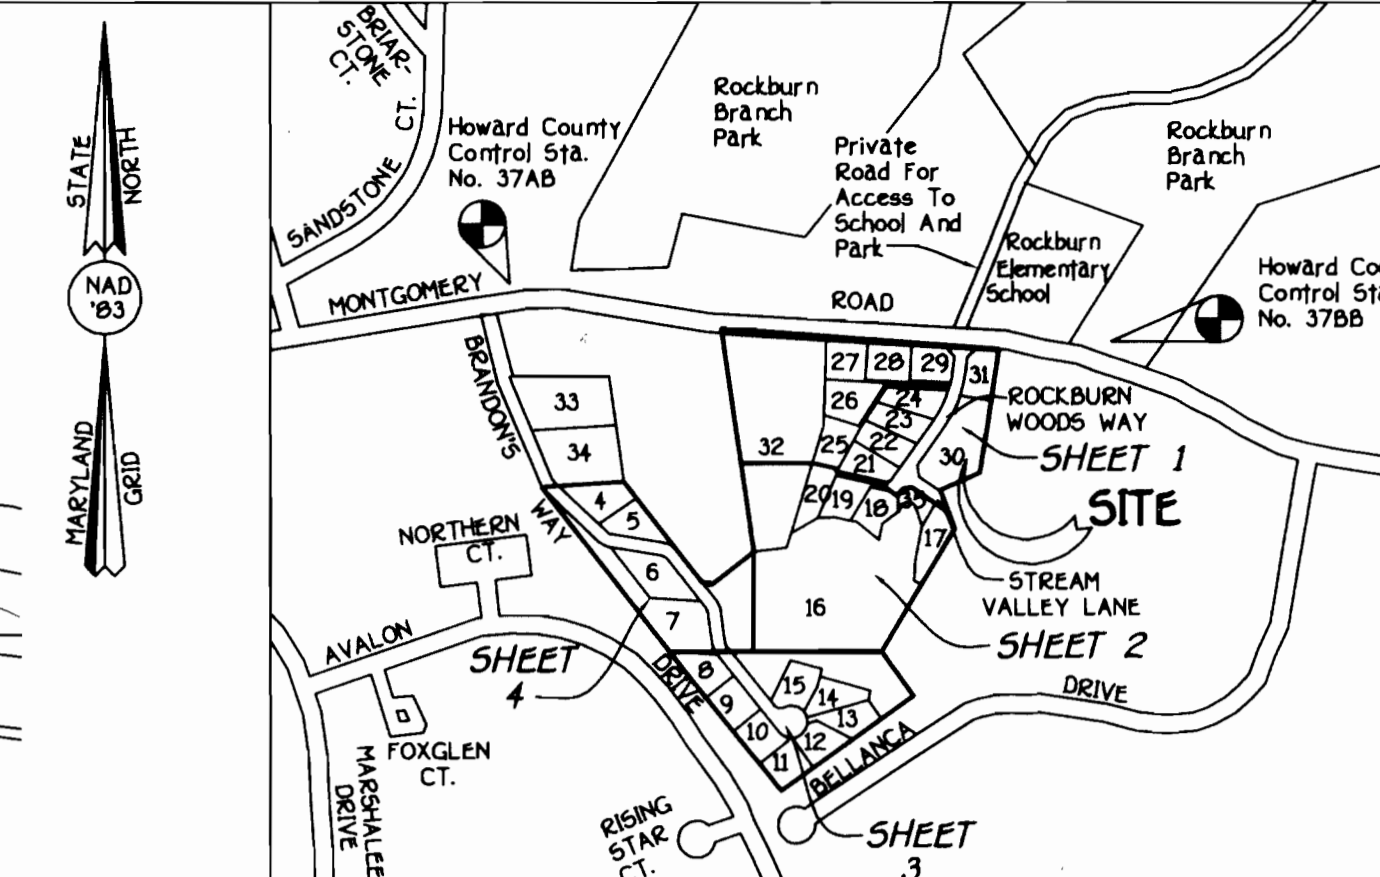 BRIAR-
STONE
CT.
SANDSTONE
CT.
STATE
NORTH
NAD
'83
MARYLAND
GRID
Howard County
Control Sta.
No. 37AB
Rockburn
Branch
Park
Private
Road For
Access To
School And
Park
Rockburn
Branch
Park
Rockburn
Elementary
School
Howard Co
Control Sta
No. 37BB
MONTGOMERY
ROAD
BRANDON'S
WAY
27
28
29
31
26
24
23
22
21
25
32
30
33
34
20
19
18
35
17
4
5
6
7
16
ROCKBURN
WOODS WAY
SHEET 1
SITE
STREAM
VALLEY LANE
SHEET 2
NORTHERN
CT.
AVALON
DRIVE
SHEET
4
8
9
10
11
12
13
14
15
BELLANCA
DRIVE
FOXGLEN
CT.
MARSHALEE
DRIVE
RISING
STAR
CT.
SHEET
3